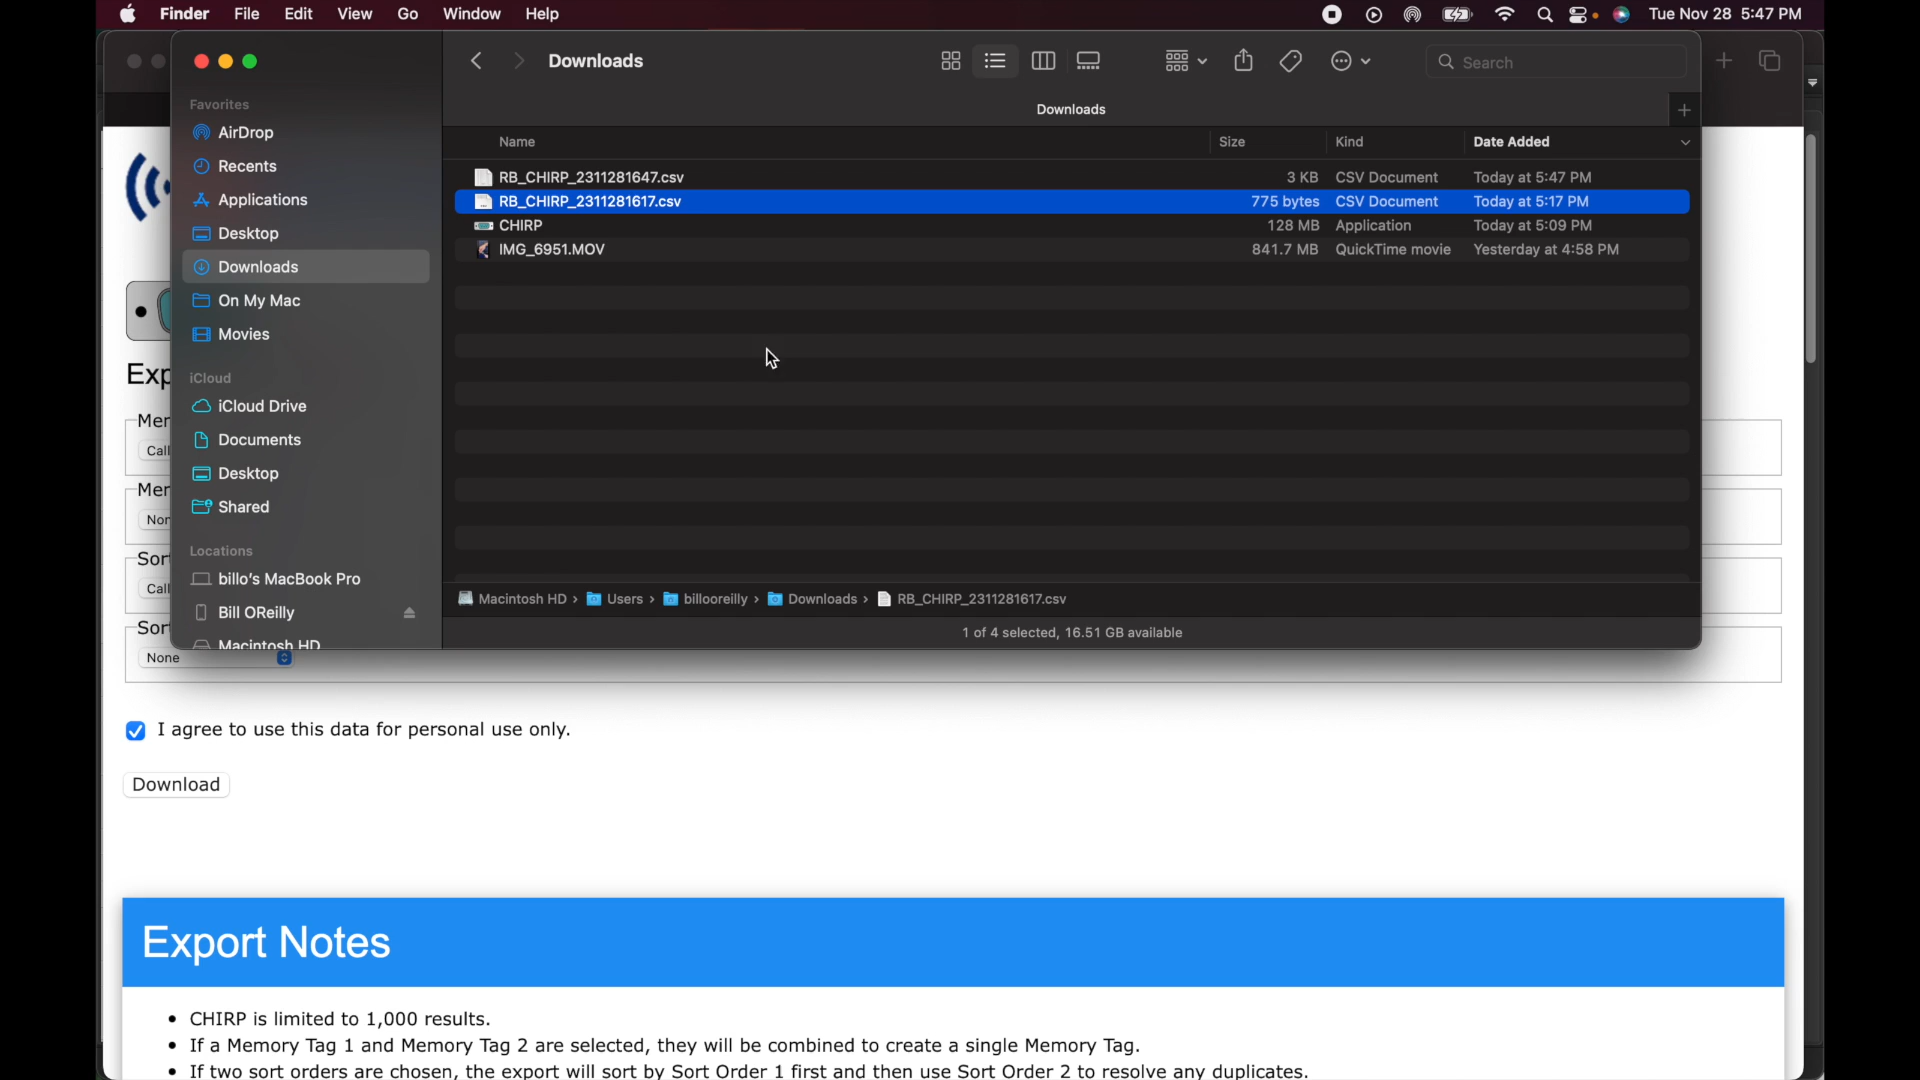 Finder File Edit View Go Window Help Tue Nov 28 5:47 PM
Downloads Search
Downloads
Favorites
AirDrop
Recents
Applications
Desktop
Downloads
On My Mac
Movies
iCloud
iCloud Drive
Documents
Desktop
Shared
Locations
billo's MacBook Pro
Bill OReilly
Macintosh HD
Name Size Kind Date Added
RB_CHIRP_2311281647.csv 3 KB CSV Document Today at 5:47 PM
RB_CHIRP_2311281617.csv 775 bytes CSV Document Today at 5:17 PM
CHIRP 128 MB Application Today at 5:09 PM
IMG_6951.MOV 841.7 MB QuickTime movie Yesterday at 4:58 PM
Macintosh HD › Users › billooreilly › Downloads › RB_CHIRP_2311281617.csv
1 of 4 selected, 16.51 GB available
Exp
Mer
Call
Mer
Nor
Sort
Call
Sort
None
I agree to use this data for personal use only.
Download
Export Notes
• CHIRP is limited to 1,000 results.
• If a Memory Tag 1 and Memory Tag 2 are selected, they will be combined to create a single Memory Tag.
• If two sort orders are chosen, the export will sort by Sort Order 1 first and then use Sort Order 2 to resolve any duplicates.